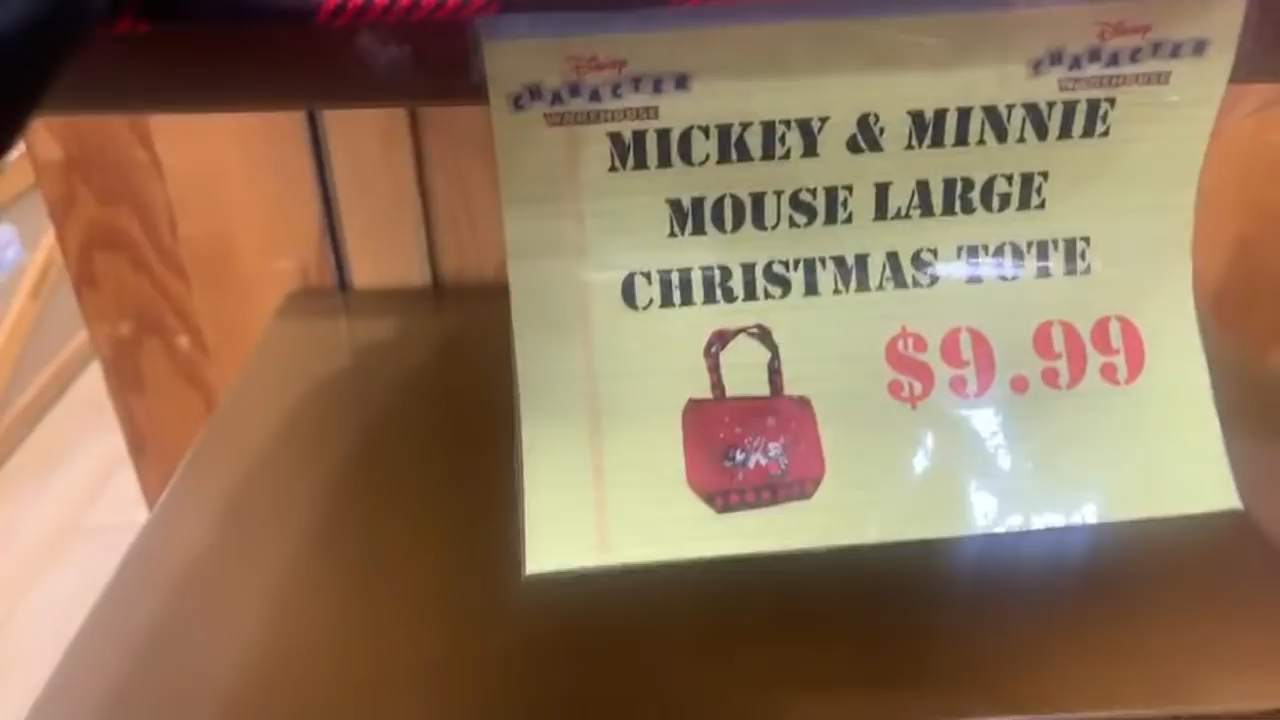 Disney
CHARACTER
WAREHOUSE
Disney
CHARACTER
WAREHOUSE
MICKEY & MINNIE
MOUSE LARGE
CHRISTMAS TOTE
$9.99